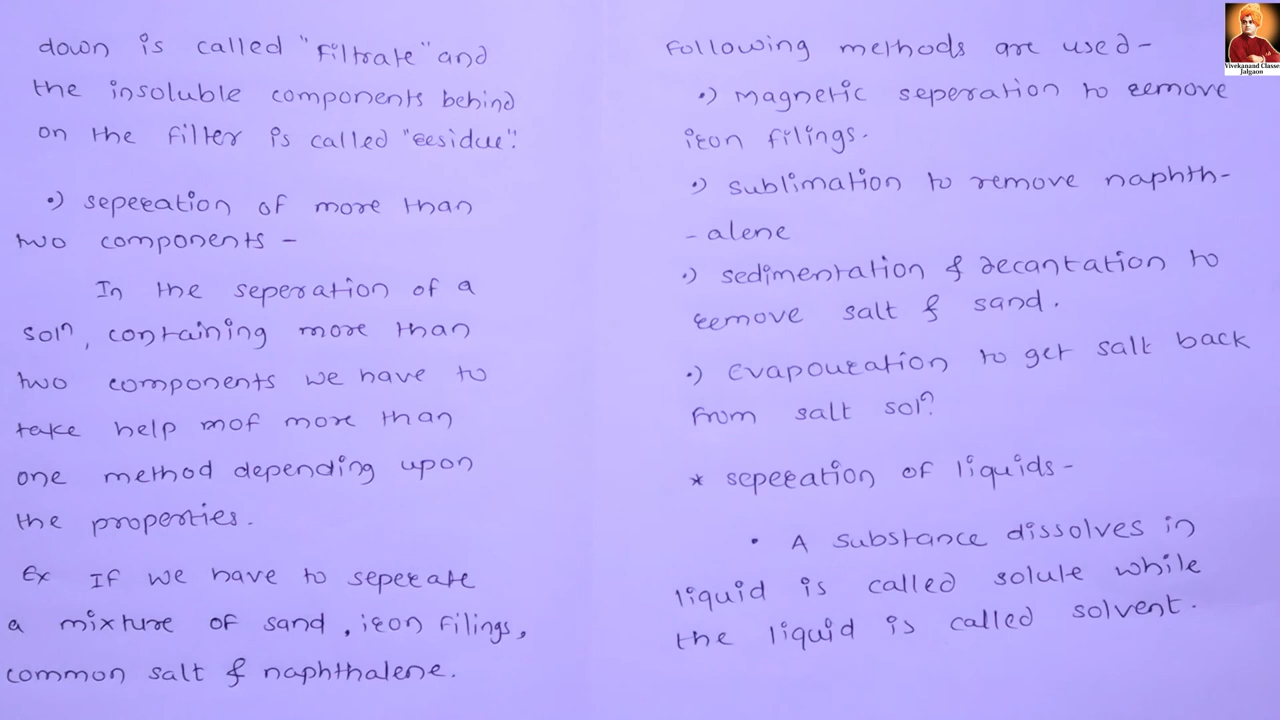 down is called "filtrate" and
the insoluble components behind
on the filter is called "residue".
•) seperation of more than
two components -
In the seperation of a
solⁿ, containing more than
two components we have to
take help mof more than
one method depending upon
the properties.
Ex If we have to seperate
a mixture of sand, iron filings,
common salt & naphthalene.
Following methods are used -
•) Magnetic seperation to remove
iron filings.
•) sublimation to remove naphth-
- alene
•) sedimentation & decantation to
remove salt & sand.
•) Evapouration to get salt back
from salt solⁿ.
* seperation of liquids -
• A substance dissolves in
liquid is called solute while
the liquid is called solvent.
Vivekanand Classes
Jalgaon